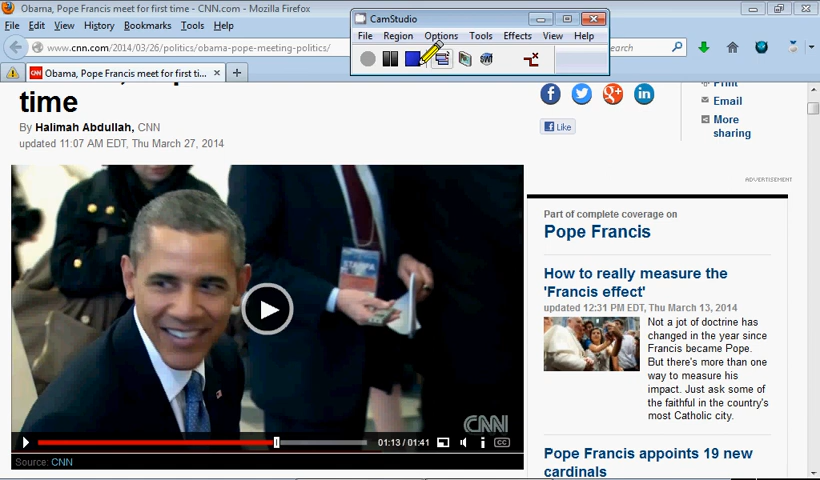 Obama, Pope Francis meet for first time - CNN.com - Mozilla Firefox
File Edit View History Bookmarks Tools Help
www.cnn.com/2014/03/26/politics/obama-pope-meeting-politics/
search
CNN Obama, Pope Francis meet for first ti...
CamStudio
File Region Options Tools Effects View Help
SWF
time
By Halimah Abdullah, CNN
updated 11:07 AM EDT, Thu March 27, 2014
STAMPA
CNN
01:13 / 01:41
CC
Source: CNN
Print
Email
More
sharing
Like
ADVERTISEMENT
Part of complete coverage on
Pope Francis
How to really measure the
'Francis effect'
updated 12:31 PM EDT, Thu March 13, 2014
Not a jot of doctrine has
changed in the year since
Francis became Pope.
But there's more than one
way to measure his
impact. Just ask some of
the faithful in the country's
most Catholic city.
Pope Francis appoints 19 new
cardinals